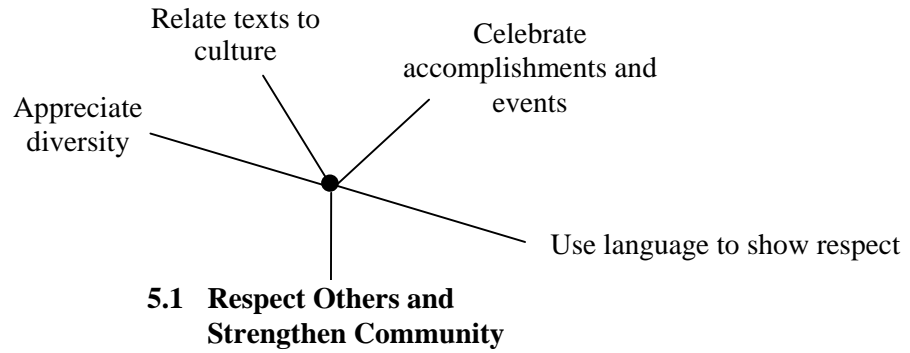 Relate texts to
culture
Celebrate
accomplishments and
events
Appreciate
diversity
Use language to show respect
5.1 Respect Others and
Strengthen Community